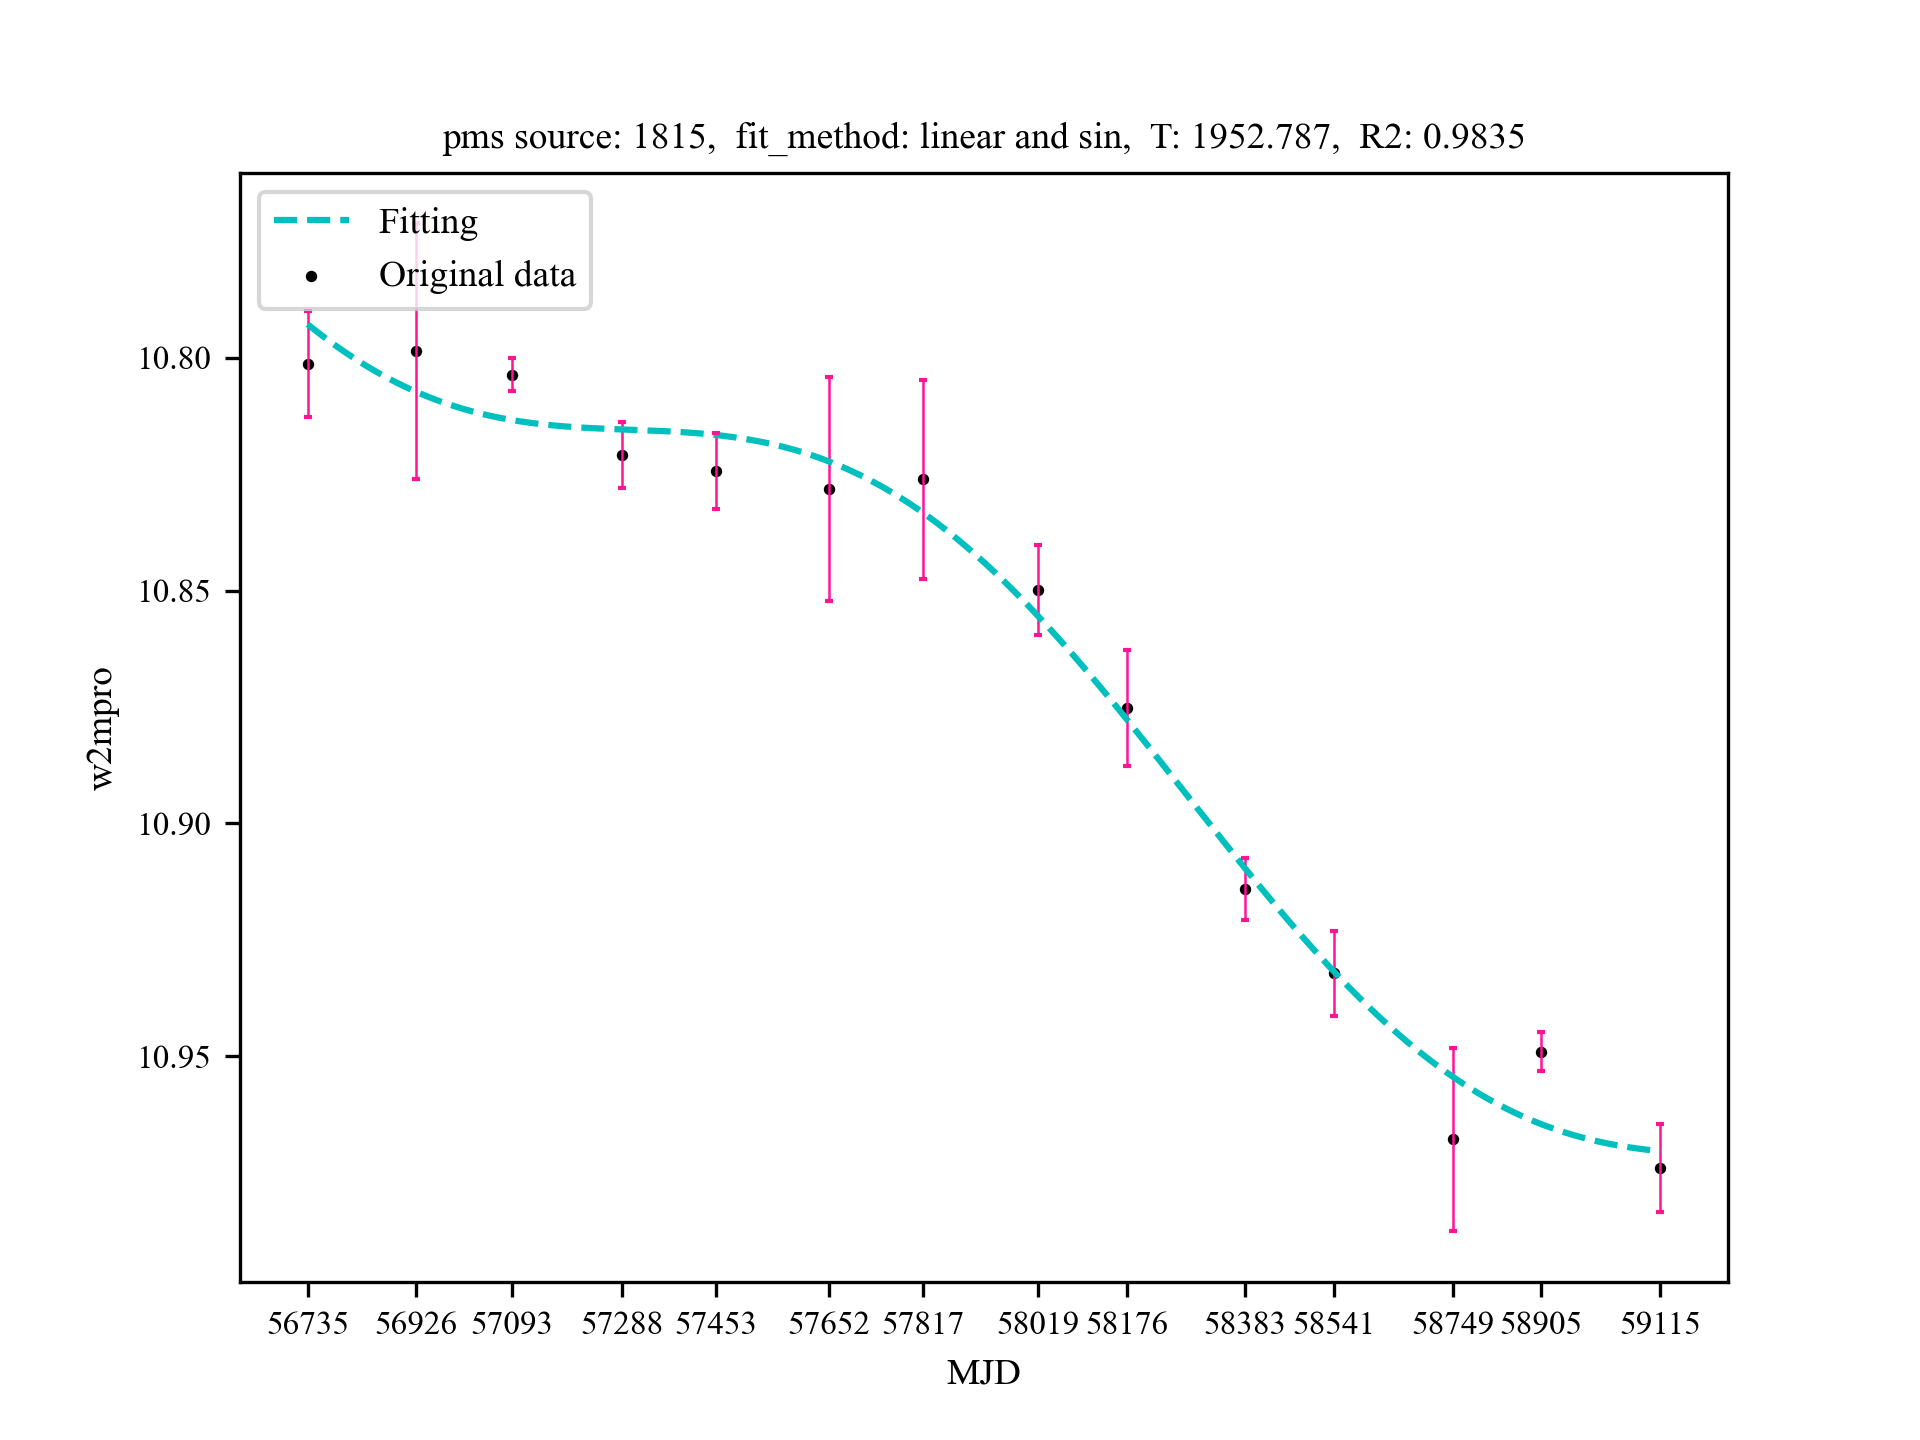 pms source: 1815,  fit_method: linear and sin,  T: 1952.787,  R2: 0.9835
Fitting
Original data
10.80
10.85
10.90
10.95
w2mpro
56735 56926 57093 57288 57453 57652 57817 58019 58176 58383 58541 58749 58905 59115
MJD